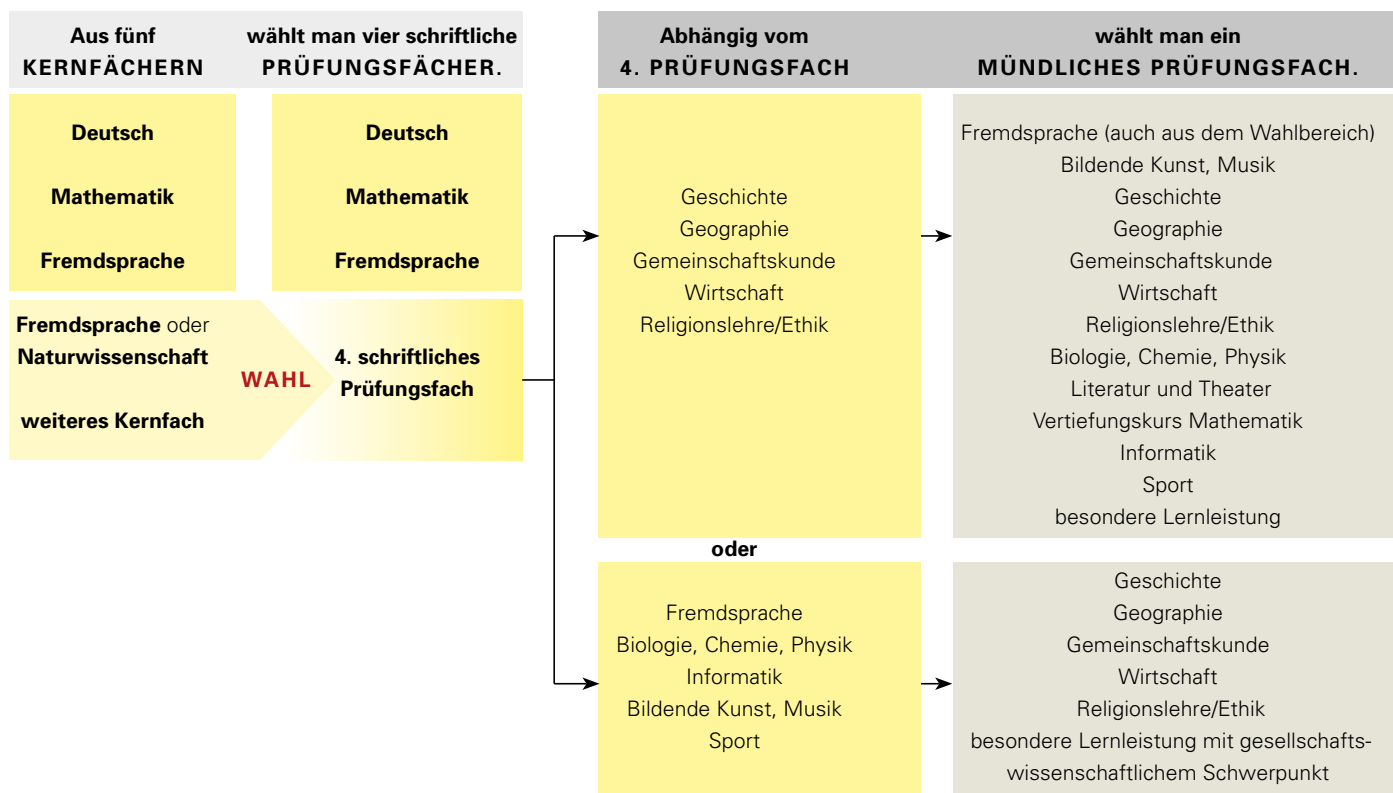 Aus fünf
KERNFÄCHERN
wählt man vier schriftliche
PRÜFUNGSFÄCHER.
Abhängig vom
4. PRÜFUNGSFACH
wählt man ein
MÜNDLICHES PRÜFUNGSFACH.
Deutsch
Mathematik
Fremdsprache
Fremdsprache oder
Naturwissenschaft
weiteres Kernfach
WAHL
Deutsch
Mathematik
Fremdsprache
4. schriftliches
Prüfungsfach
Geschichte
Geographie
Gemeinschaftskunde
Wirtschaft
Religionslehre/Ethik
Fremdsprache (auch aus dem Wahlbereich)
Bildende Kunst, Musik
Geschichte
Geographie
Gemeinschaftskunde
Wirtschaft
Religionslehre/Ethik
Biologie, Chemie, Physik
Literatur und Theater
Vertiefungskurs Mathematik
Informatik
Sport
besondere Lernleistung
oder
Fremdsprache
Biologie, Chemie, Physik
Informatik
Bildende Kunst, Musik
Sport
Geschichte
Geographie
Gemeinschaftskunde
Wirtschaft
Religionslehre/Ethik
besondere Lernleistung mit gesellschafts-
wissenschaftlichem Schwerpunkt